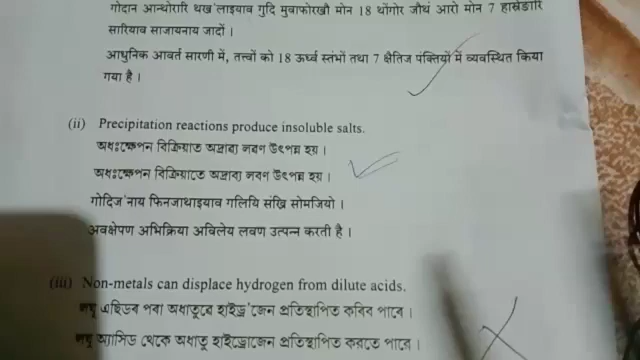 गोदान आन्थोरारि थख'लाइयाव गुदि मुवाफोरखौ मोन 18 थोंगोर जौथं आरो मोन 7 हास्रेजारि
सारियाव साजायनाय जादों।
आधुनिक आवर्त सारणी में, तत्त्वों को 18 ऊर्ध्व स्तंभों तथा 7 क्षैतिज पंक्तियों में व्यवस्थित किया
गया है।
(ii) Precipitation reactions produce insoluble salts.
অধঃক্ষেপন বিক্ৰিয়াত অদ্ৰাব্য লৱণ উৎপন্ন হয়।
অধঃক্ষেপন বিক্রিয়াতে অদ্রাব্য লবণ উৎপন্ন হয়।
गोदिज'नाय फिनजाथाइयाव गलियि संख्रि सोमजियो।
अवक्षेपण अभिक्रिया अविलेय लवण उत्पन्न करती है।
(iii) Non-metals can displace hydrogen from dilute acids.
লঘু এছিডৰ পৰা অধাতুৱে হাইড্ৰ'জেন প্ৰতিস্থাপিত কৰিব পাৰে।
লঘু অ্যাসিড থেকে অধাতু হাইড্রোজেন প্রতিস্থাপিত করতে পারে।